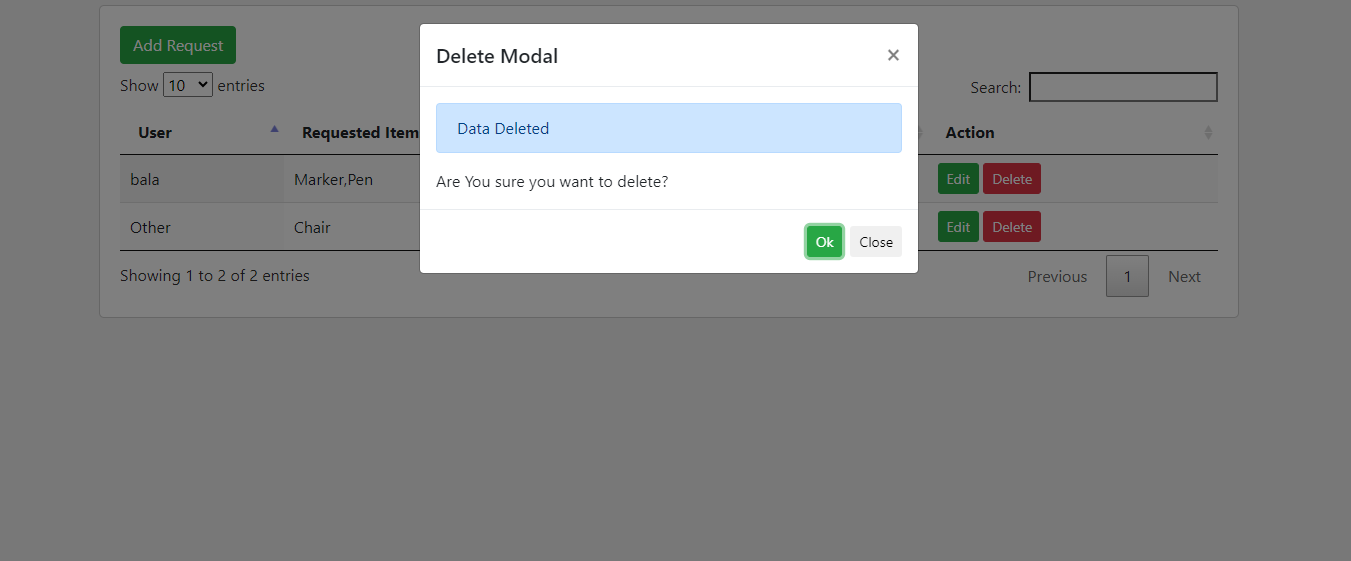 Add Request
Show 10 entries
Search:
User Requested Item Action
bala Marker,Pen Edit Delete
Other Chair Edit Delete
Showing 1 to 2 of 2 entries
Previous 1 Next
Delete Modal ×
Data Deleted
Are You sure you want to delete?
Ok Close